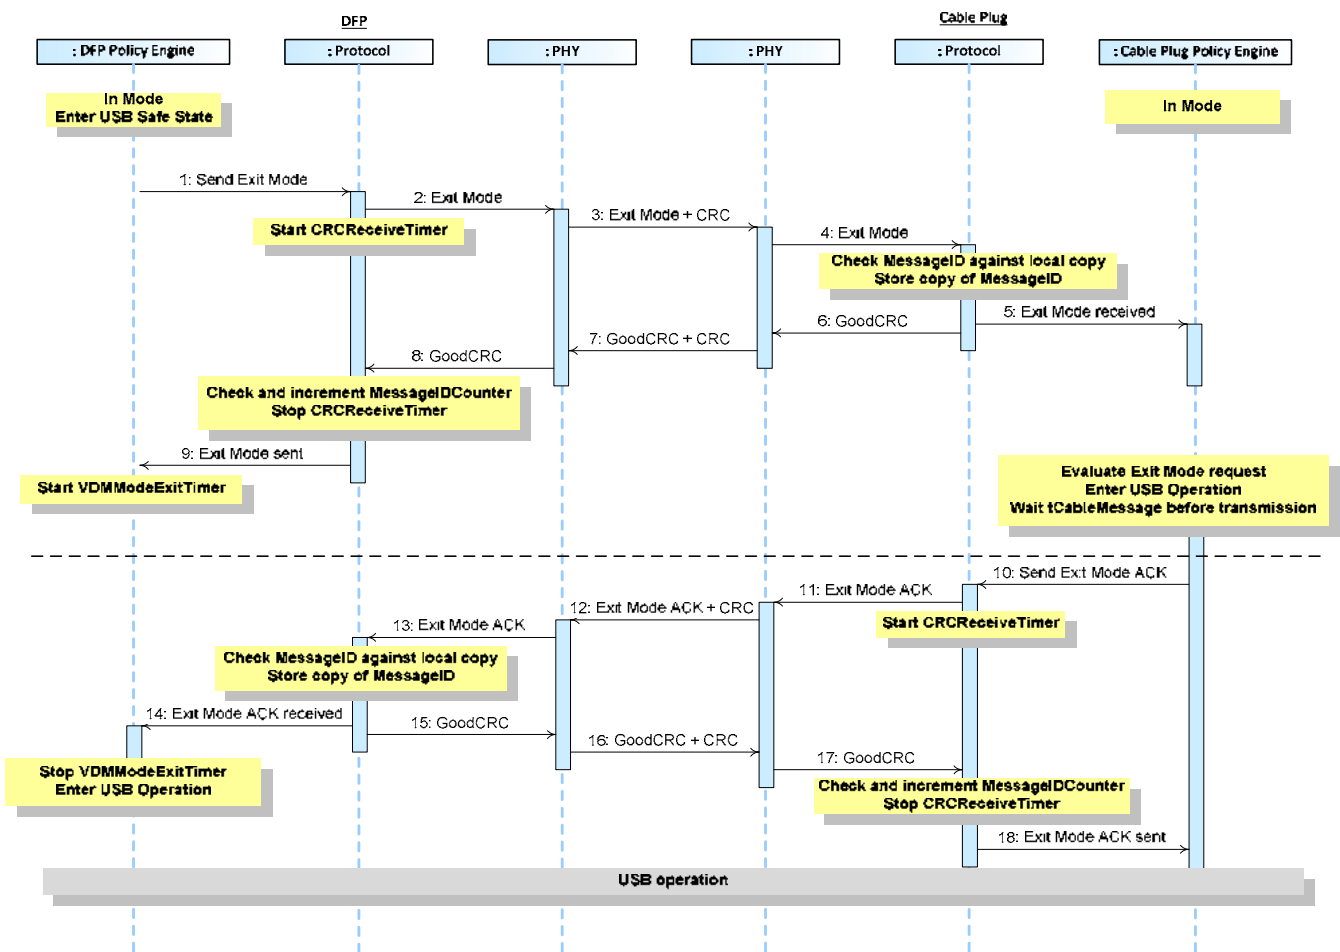 DFP
Cable Plug
: DFP Policy Engine
: Protocol
: PHY
: PHY
: Protocol
: Cable Plug Policy Engine
In Mode
Enter USB Safe State
In Mode
1: Send Exit Mode
2: Exit Mode
3: Exit Mode + CRC
Start CRCReceiveTimer
4: Exit Mode
Check MessageID against local copy
Store copy of MessageID
5: Exit Mode received
6: GoodCRC
7: GoodCRC + CRC
8: GoodCRC
Check and increment MessageIDCounter
Stop CRCReceiveTimer
9: Exit Mode sent
Start VDMModeExitTimer
Evaluate Exit Mode request
Enter USB Operation
Wait tCableMessage before transmission
10: Send Exit Mode ACK
11: Exit Mode ACK
12: Exit Mode ACK + CRC
Start CRCReceiveTimer
13: Exit Mode ACK
Check MessageID against local copy
Store copy of MessageID
14: Exit Mode ACK received
15: GoodCRC
16: GoodCRC + CRC
17: GoodCRC
Stop VDMModeExitTimer
Enter USB Operation
Check and increment MessageIDCounter
Stop CRCReceiveTimer
18: Exit Mode ACK sent
USB operation